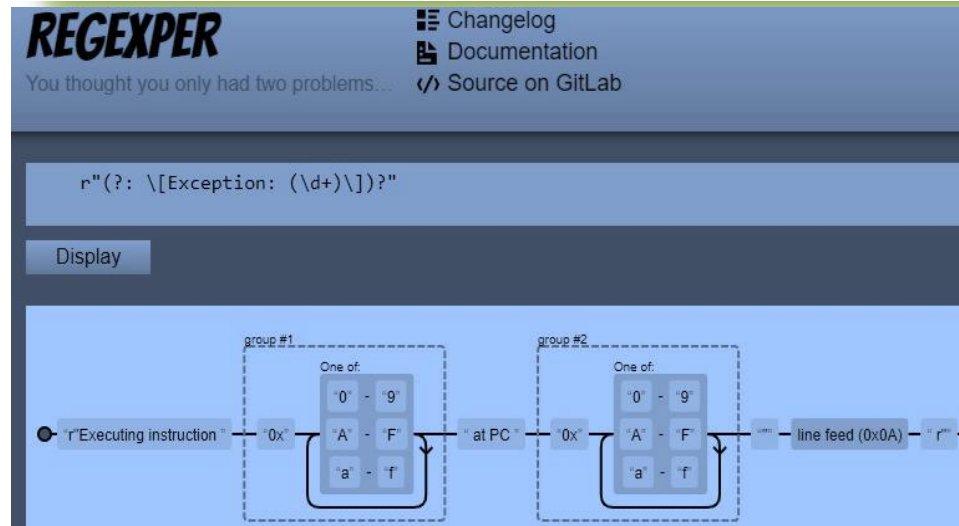 REGEXPER
You thought you only had two problems...
Changelog
Documentation
Source on GitLab
r"(?: \[Exception: (\d+)\])?"
Display
group #1
group #2
One of:
One of:
"0" - "9"
"0" - "9"
"r"Executing instruction "
"0x"
"A" - "F"
" at PC "
"0x"
"A" - "F"
"""
line feed (0x0A)
" r""
"a" - "f"
"a" - "f"